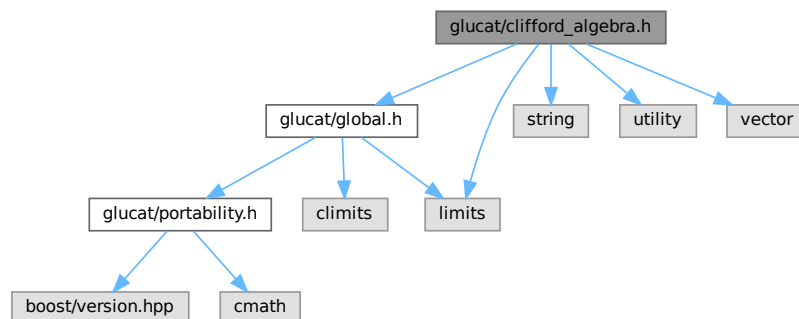 glucat/clifford_algebra.h
glucat/global.h
string
utility
vector
glucat/portability.h
climits
limits
boost/version.hpp
cmath